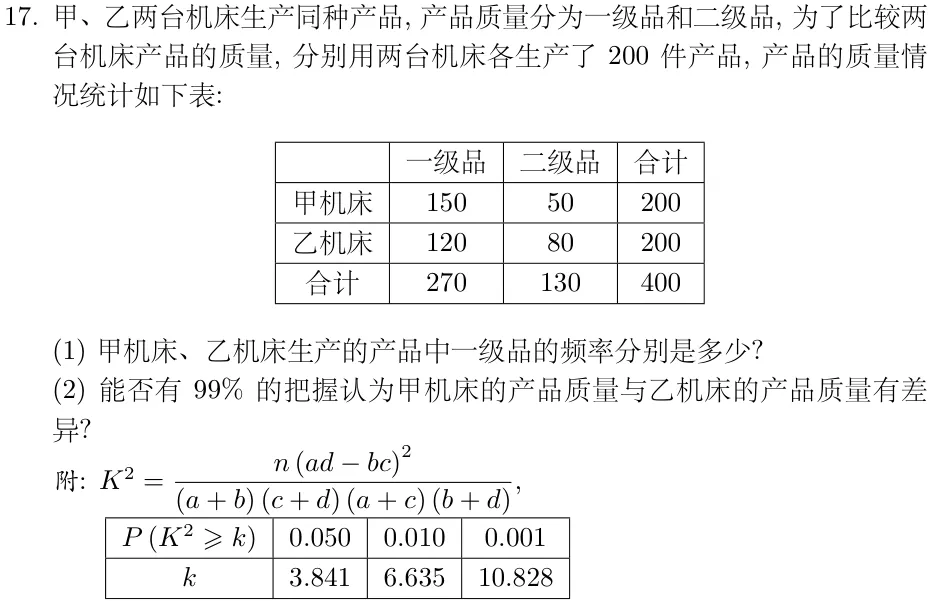 17. 甲、乙两台机床生产同种产品, 产品质量分为一级品和二级品, 为了比较两
台机床产品的质量, 分别用两台机床各生产了 200 件产品, 产品的质量情
况统计如下表:
一级品 二级品 合计
甲机床 150 50 200
乙机床 120 80 200
合计 270 130 400
(1) 甲机床、乙机床生产的产品中一级品的频率分别是多少?
(2) 能否有 99% 的把握认为甲机床的产品质量与乙机床的产品质量有差
异?
附: K² = n (ad − bc)² / (a + b) (c + d) (a + c) (b + d),
P (K² ⩾ k) 0.050 0.010 0.001
k 3.841 6.635 10.828